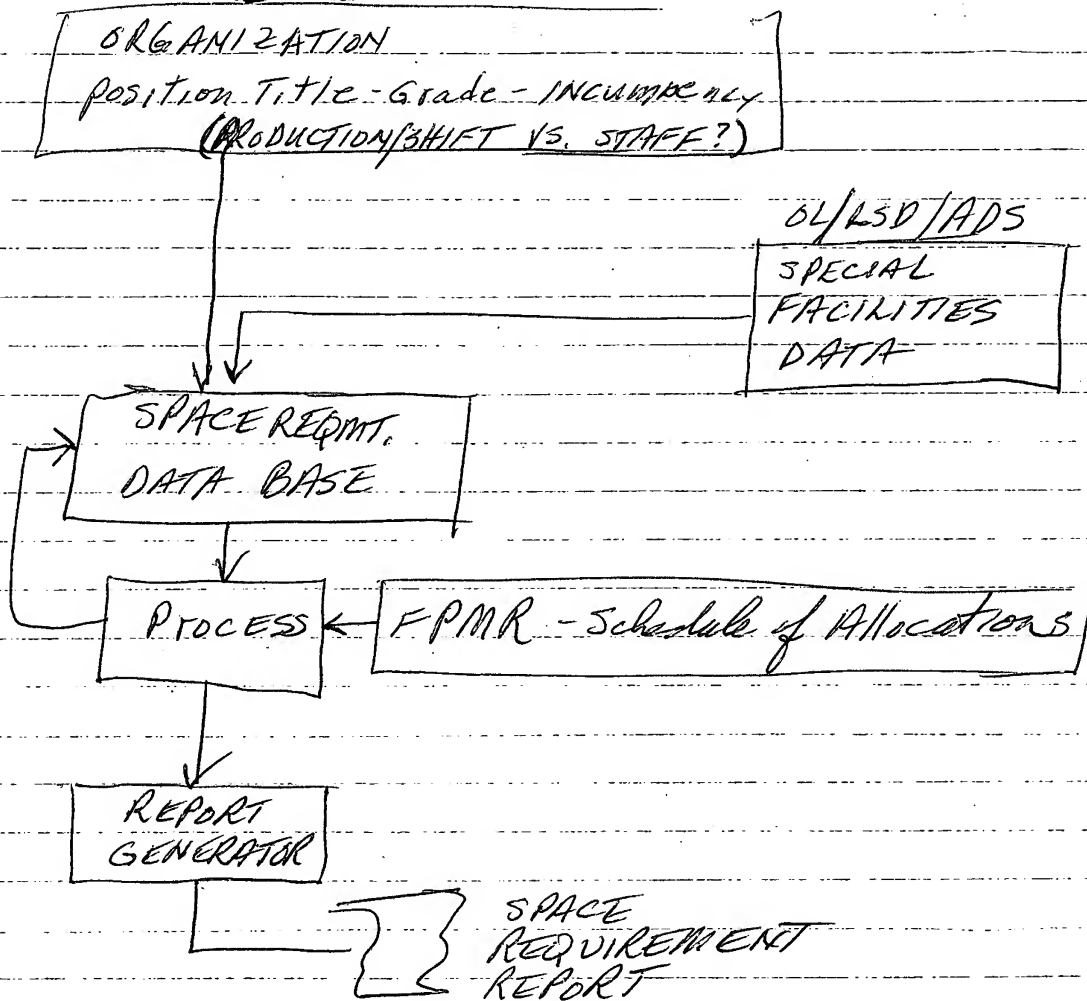 ORGANIZATION
Position Title - Grade - INCUMBENCY
(PRODUCTION/SHIFT VS. STAFF?)
OL/RSD/ADS
SPECIAL
FACILITIES
DATA
SPACE REQMT.
DATA BASE
PROCESS
FPMR - Schedule of Allocations
REPORT
GENERATOR
SPACE
REQUIREMENT
REPORT